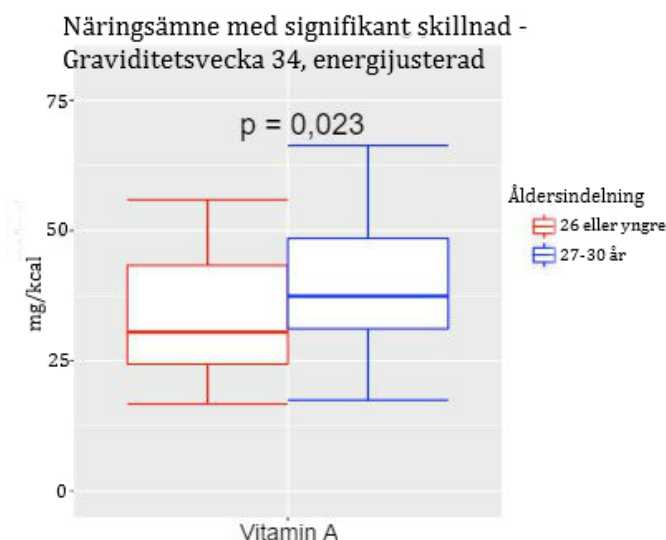 Näringsämne med signifikant skillnad -
Graviditetsvecka 34, energijusterad
75
p = 0,023
50
25
0
mg/kcal
Vitamin A
Åldersindelning
26 eller yngre
27-30 år